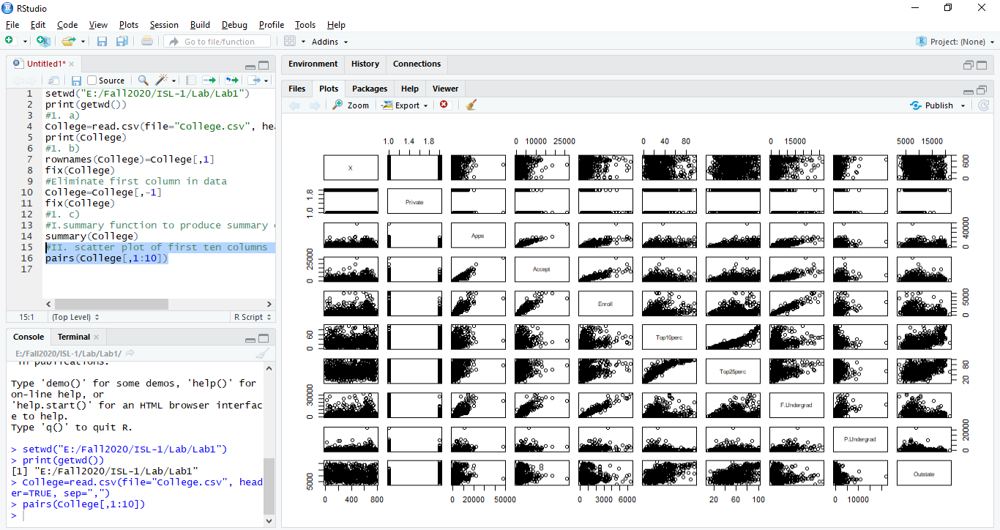 RStudio
File Edit Code View Plots Session Build Debug Profile Tools Help
Go to file/function Addins Project: (None)
Untitled1*
Source
1 setwd("E:/Fall2020/ISL-1/Lab/Lab1")
2 print(getwd())
3 #1. a)
4 College=read.csv(file="College.csv", hea
5 print(College)
6 #1. b)
7 rownames(College)=College[,1]
8 fix(College)
9 #Eliminate first column in data
10 College=College[,-1]
11 fix(College)
12 #1. c)
13 #I.summary function to produce summary
14 summary(College)
15 #II. scatter plot of first ten columns
16 pairs(College[,1:10])
17
15:1 (Top Level) R Script
Console Terminal
E:/Fall2020/ISL-1/Lab/Lab1/
in publications.
Type 'demo()' for some demos, 'help()' for
on-line help, or
'help.start()' for an HTML browser interfac
e to help.
Type 'q()' to quit R.
> setwd("E:/Fall2020/ISL-1/Lab/Lab1")
> print(getwd())
[1] "E:/Fall2020/ISL-1/Lab/Lab1"
> College=read.csv(file="College.csv", head
er=TRUE, sep=",")
> pairs(College[,1:10])
>
Environment History Connections
Files Plots Packages Help Viewer
Zoom Export Publish
1.0 1.4 1.8 0 10000 25000 0 40 80 0 15000 5000 15000
X 0 600
1.0 1.8 Private
Apps 0 40000
0 25000 Accept
Enroll 0 5000
0 60 Top10perc
Top25perc 20 80
0 30000 F.Undergrad
P.Undergrad 0 20000
5000 Outstate
0 400 800 0 20000 50000 0 3000 6000 20 60 100 0 10000